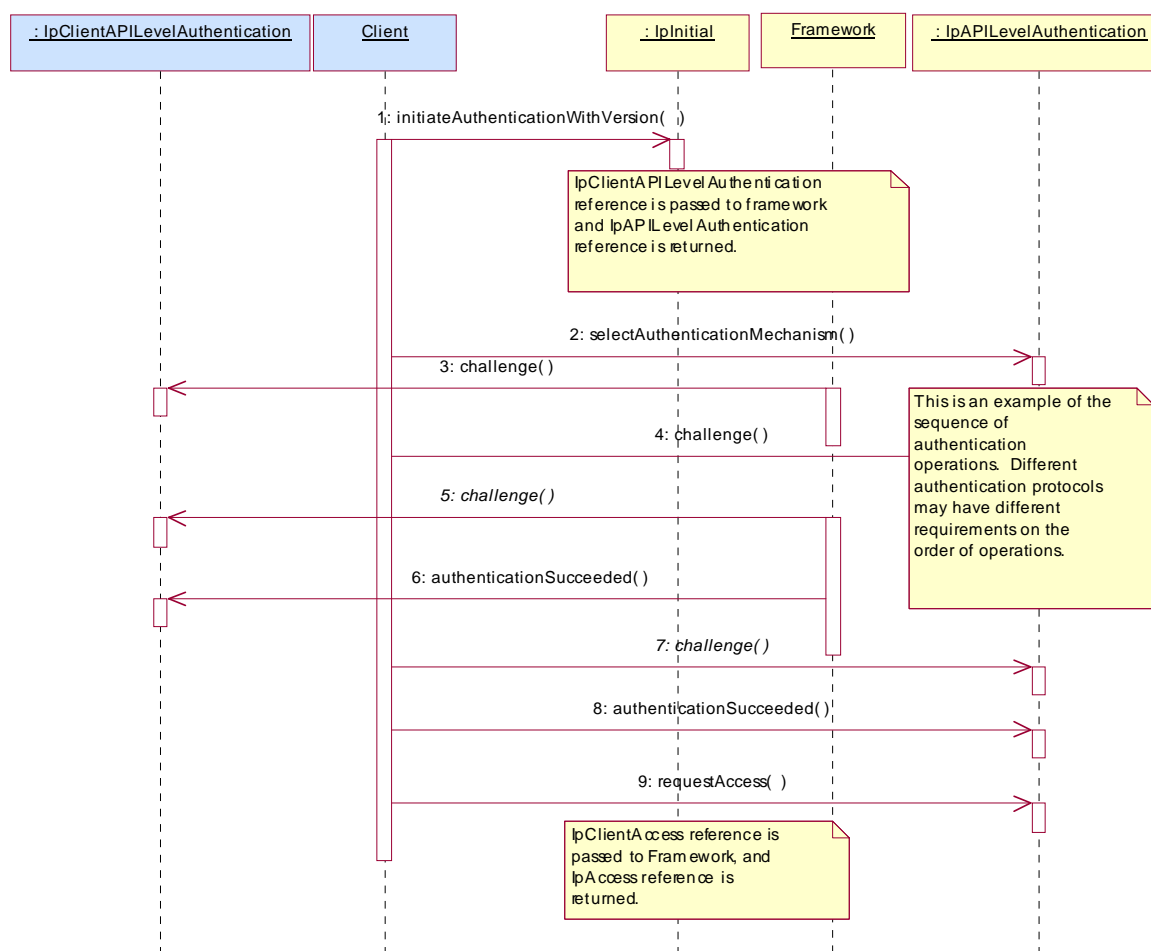 : IpClientAPILevelAuthentication
Client
: IpInitial
Framework
: IpAPILevelAuthentication
1: initiateAuthenticationWithVersion( )
IpClientAPILevelAuthentication
reference is passed to framework
and IpAPILevelAuthentication
reference is returned.
2: selectAuthenticationMechanism( )
3: challenge( )
This is an example of the
sequence of
authentication
operations. Different
authentication protocols
may have different
requirements on the
order of operations.
4: challenge( )
5: challenge( )
6: authenticationSucceeded( )
7: challenge( )
8: authenticationSucceeded( )
9: requestAccess( )
IpClientAccess reference is
passed to Framework, and
IpAccess reference is
returned.